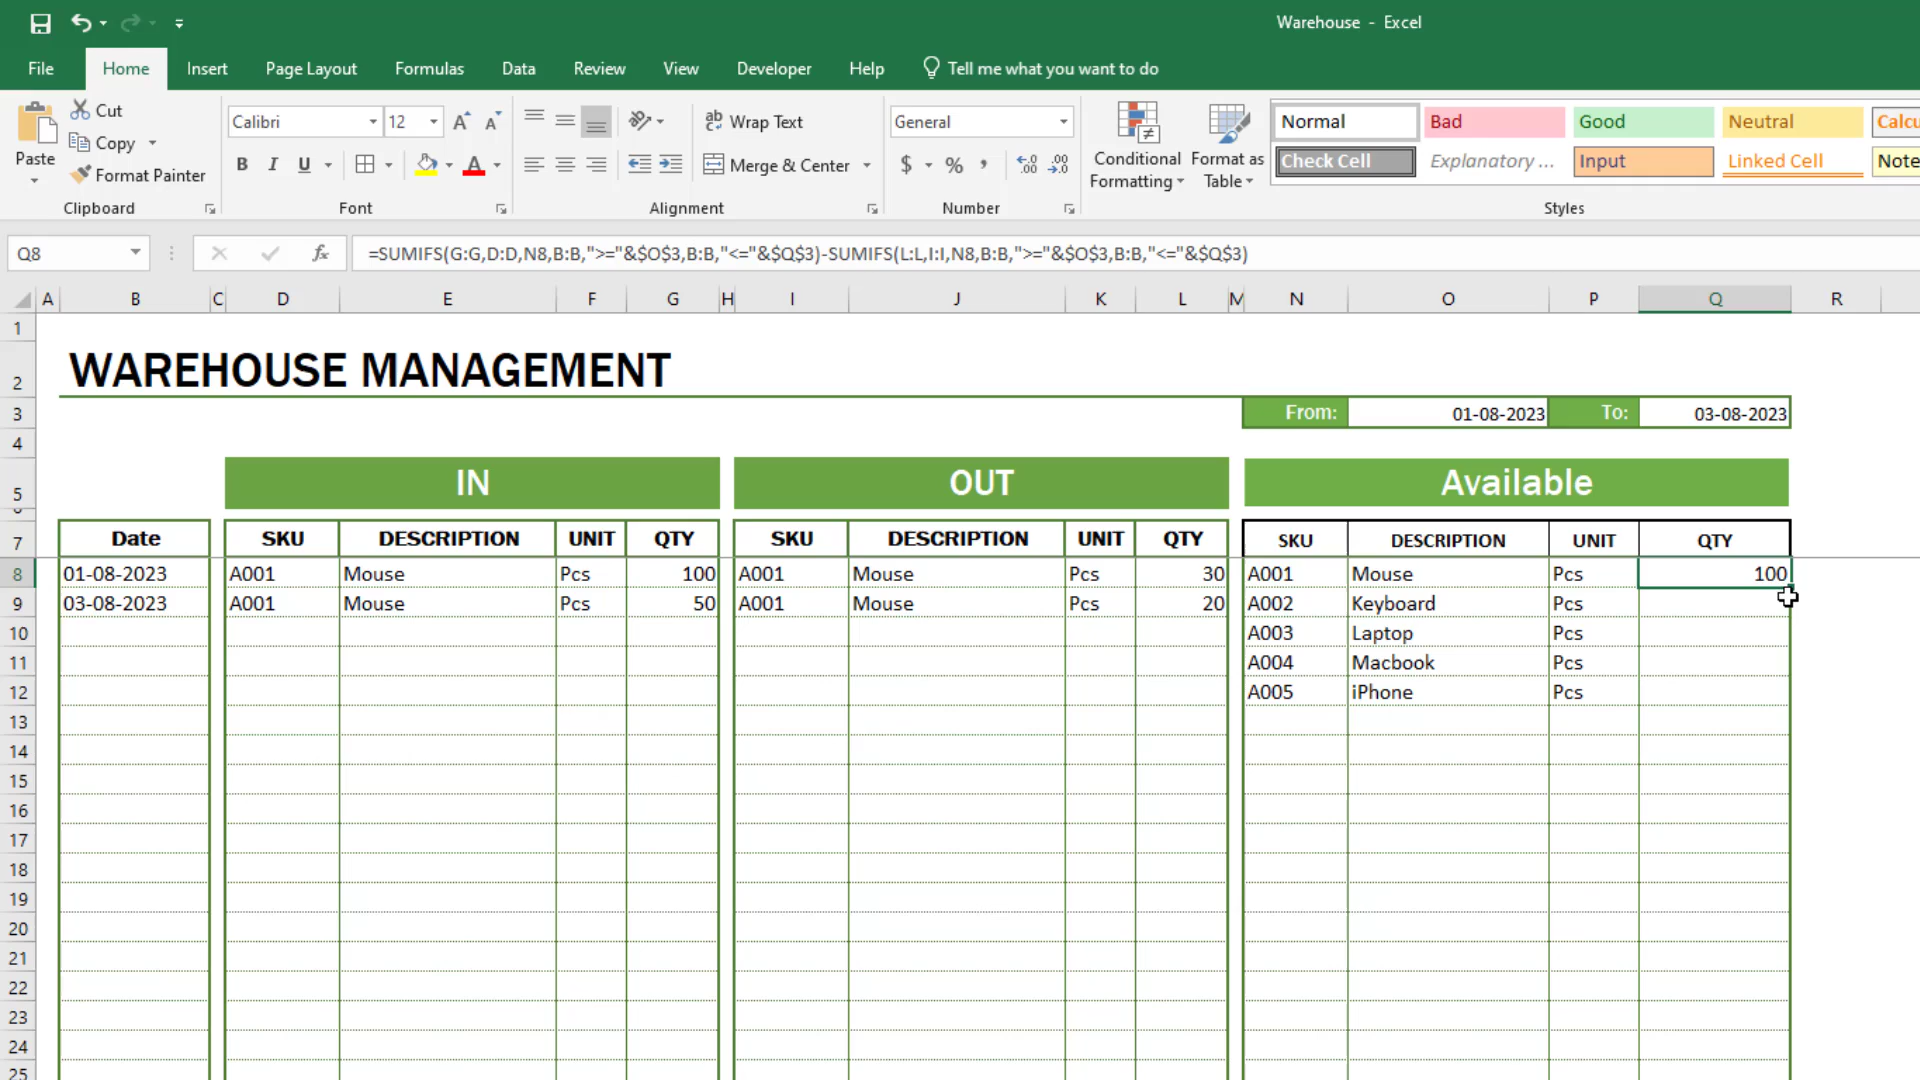 Warehouse - Excel
File Home Insert Page Layout Formulas Data Review View Developer Help Tell me what you want to do
Paste
Cut
Copy
Format Painter
Clipboard
Calibri 12
B I U
Font
Wrap Text
Merge & Center
Alignment
General
$ % ,
Number
Conditional Formatting
Format as Table
Normal Bad Good Neutral
Check Cell Explanatory ... Input Linked Cell Note
Styles
Q8 fx =SUMIFS(G:G,D:D,N8,B:B,">="&$O$3,B:B,"<="&$Q$3)-SUMIFS(L:L,I:I,N8,B:B,">="&$O$3,B:B,"<="&$Q$3)
A B C D E F G H I J K L M N O P Q R
1
2 WAREHOUSE MANAGEMENT
3 From: 01-08-2023 To: 03-08-2023
4
5 IN OUT Available
7 Date SKU DESCRIPTION UNIT QTY SKU DESCRIPTION UNIT QTY SKU DESCRIPTION UNIT QTY
8 01-08-2023 A001 Mouse Pcs 100 A001 Mouse Pcs 30 A001 Mouse Pcs 100
9 03-08-2023 A001 Mouse Pcs 50 A001 Mouse Pcs 20 A002 Keyboard Pcs
10 A003 Laptop Pcs
11 A004 Macbook Pcs
12 A005 iPhone Pcs
13
14
15
16
17
18
19
20
21
22
23
24
25